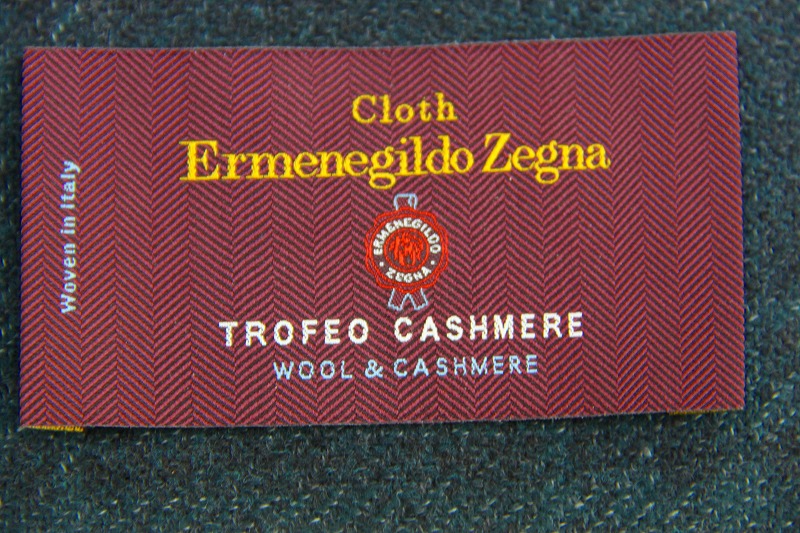 Cloth
Ermenegildo Zegna
ERMENEGILDO
ZEGNA
TROFEO CASHMERE
WOOL & CASHMERE
Woven in Italy